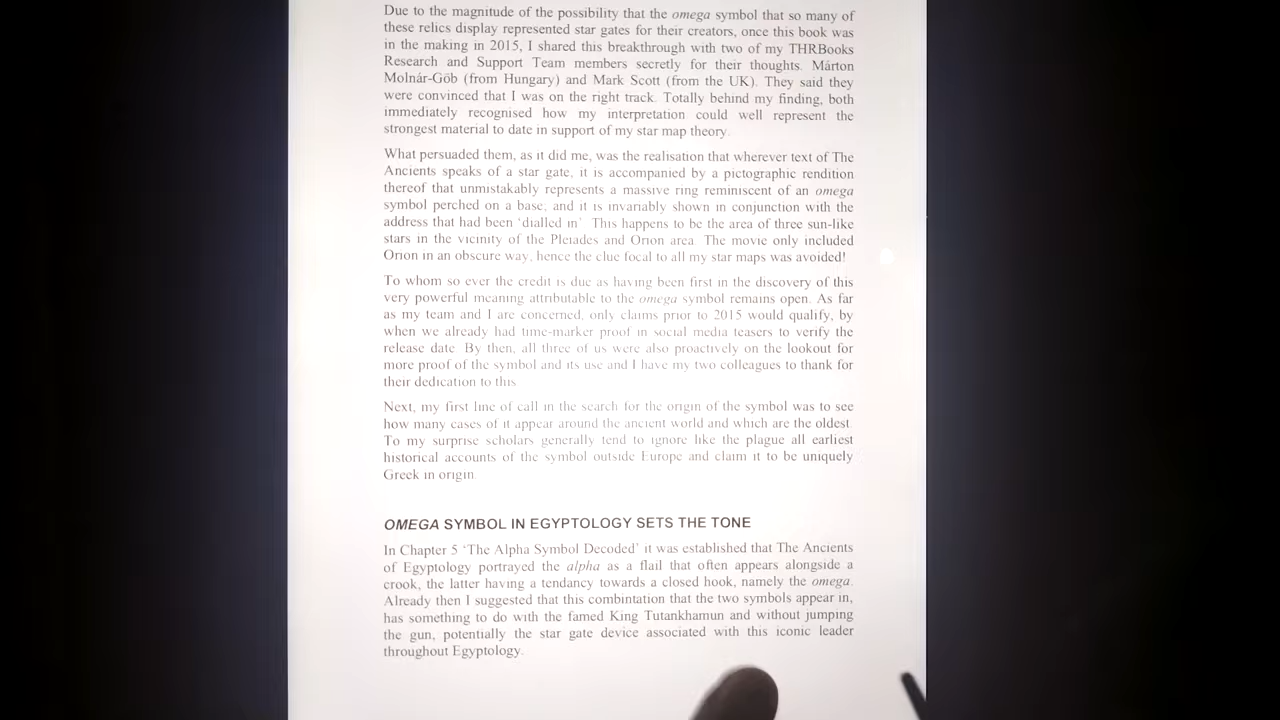 Due to the magnitude of the possibility that the omega symbol that so many of
these relics display represented star gates for their creators, once this book was
in the making in 2015, I shared this breakthrough with two of my THRBooks
Research and Support Team members secretly for their thoughts. Márton
Molnár-Göb (from Hungary) and Mark Scott (from the UK). They said they
were convinced that I was on the right track. Totally behind my finding, both
immediately recognised how my interpretation could well represent the
strongest material to date in support of my star map theory.
What persuaded them, as it did me, was the realisation that wherever text of The
Ancients speaks of a star gate, it is accompanied by a pictographic rendition
thereof that unmistakably represents a massive ring reminiscent of an omega
symbol perched on a base, and it is invariably shown in conjunction with the
address that had been ‘dialled in’. This happens to be the area of three sun-like
stars in the vicinity of the Pleiades and Orion area. The movie only included
Orion in an obscure way, hence the clue focal to all my star maps was avoided!
To whom so ever the credit is due as having been first in the discovery of this
very powerful meaning attributable to the omega symbol remains open. As far
as my team and I are concerned, only claims prior to 2015 would qualify, by
when we already had time-marker proof in social media teasers to verify the
release date. By then, all three of us were also proactively on the lookout for
more proof of the symbol and its use and I have my two colleagues to thank for
their dedication to this.
Next, my first line of call in the search for the origin of the symbol was to see
how many cases of it appear around the ancient world and which are the oldest.
To my surprise scholars generally tend to ignore like the plague all earliest
historical accounts of the symbol outside Europe and claim it to be uniquely
Greek in origin.
OMEGA SYMBOL IN EGYPTOLOGY SETS THE TONE
In Chapter 5 ‘The Alpha Symbol Decoded’ it was established that The Ancients
of Egyptology portrayed the alpha as a flail that often appears alongside a
crook, the latter having a tendancy towards a closed hook, namely the omega.
Already then I suggested that this combintation that the two symbols appear in,
has something to do with the famed King Tutankhamun and without jumping
the gun, potentially the star gate device associated with this iconic leader
throughout Egyptology.